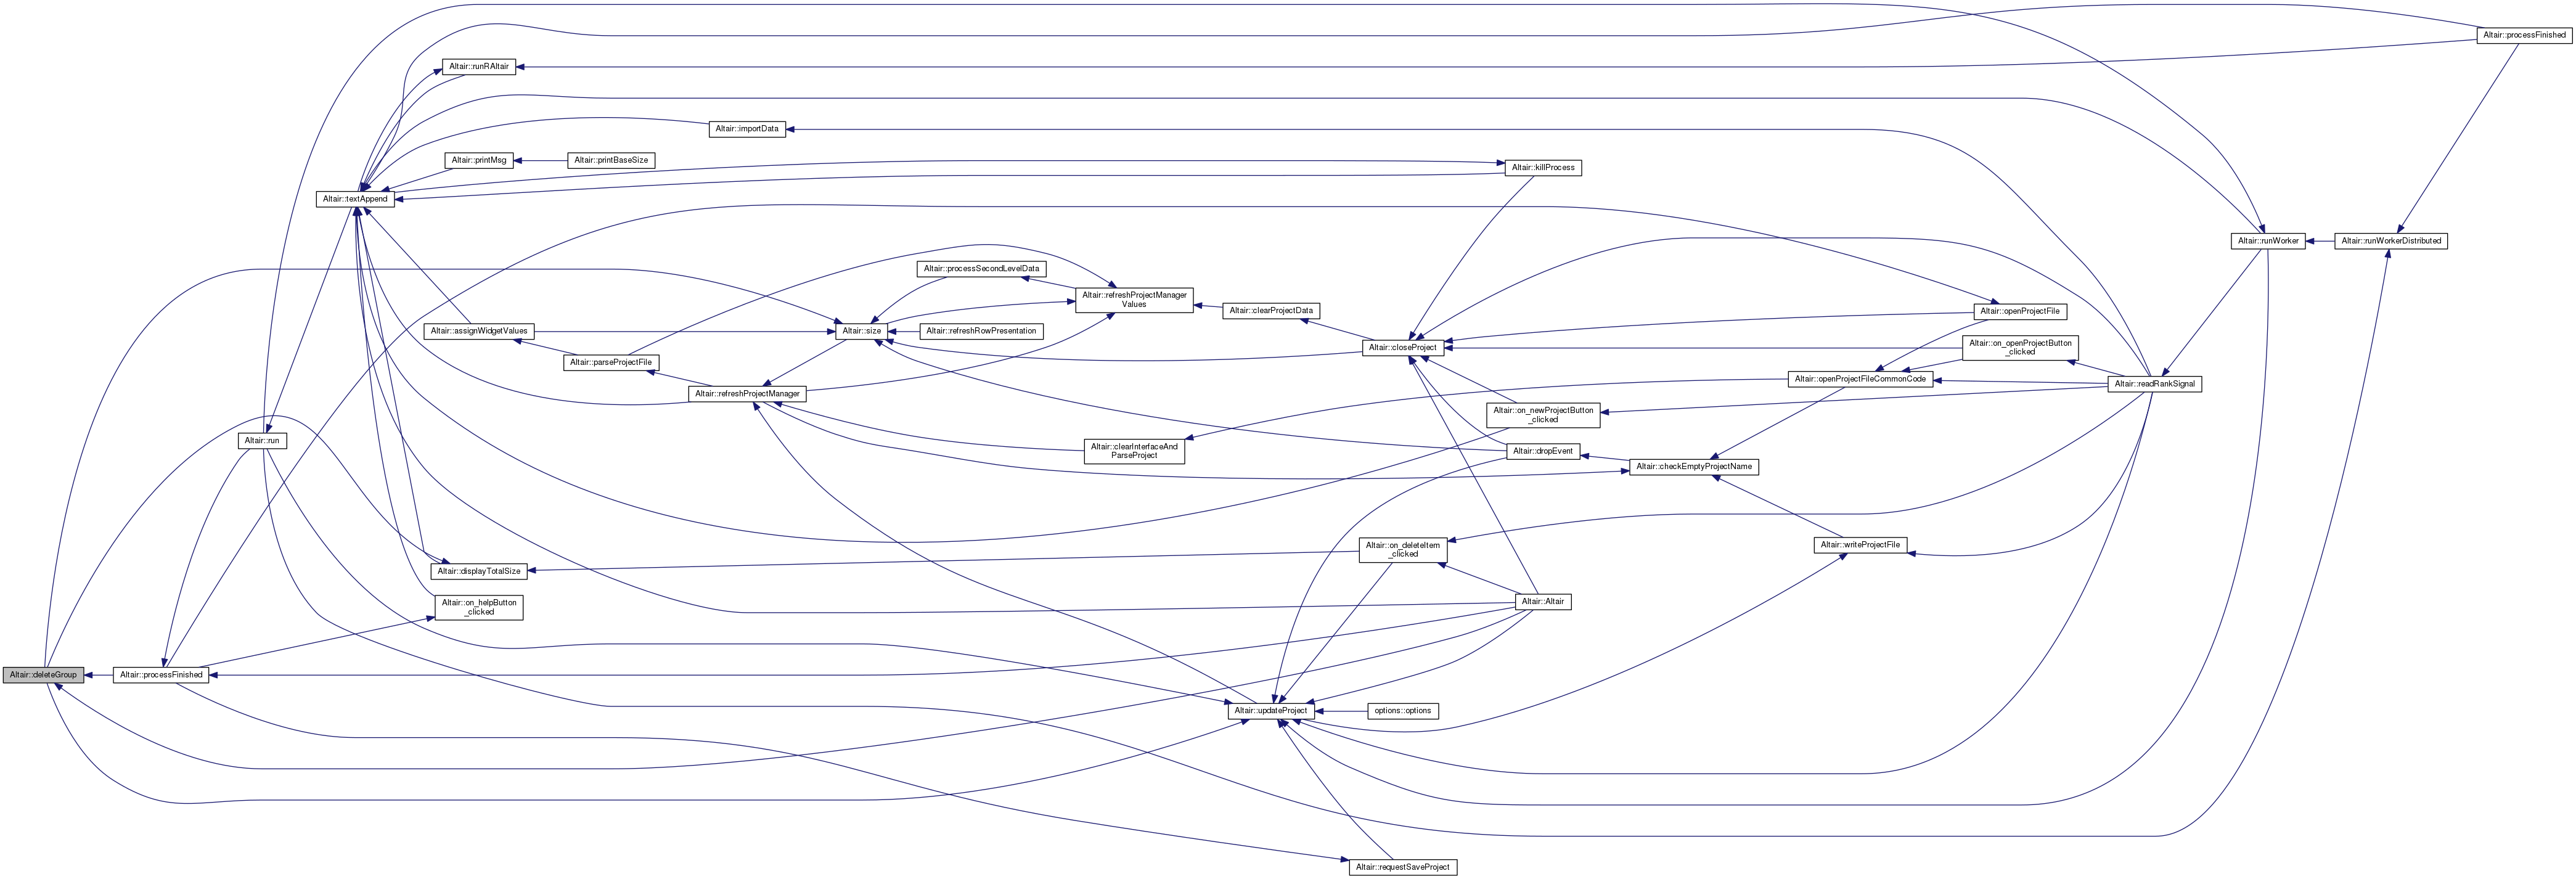 Altair::processFinished
Altair::runRAltair
Altair::importData
Altair::printMsg
Altair::printBaseSize
Altair::killProcess
Altair::textAppend
Altair::runWorker
Altair::runWorkerDistributed
Altair::processSecondLevelData
Altair::refreshProjectManager
Values
Altair::clearProjectData
Altair::openProjectFile
Altair::assignWidgetValues
Altair::size
Altair::refreshRowPresentation
Altair::closeProject
Altair::on_openProjectButton
_clicked
Altair::parseProjectFile
Altair::openProjectFileCommonCode
Altair::readRankSignal
Altair::refreshProjectManager
Altair::on_newProjectButton
_clicked
Altair::run
Altair::clearInterfaceAnd
ParseProject
Altair::dropEvent
Altair::checkEmptyProjectName
Altair::on_deleteItem
_clicked
Altair::writeProjectFile
Altair::displayTotalSize
Altair::on_helpButton
_clicked
Altair::Altair
Altair::deleteGroup
Altair::processFinished
Altair::updateProject
options::options
Altair::requestSaveProject